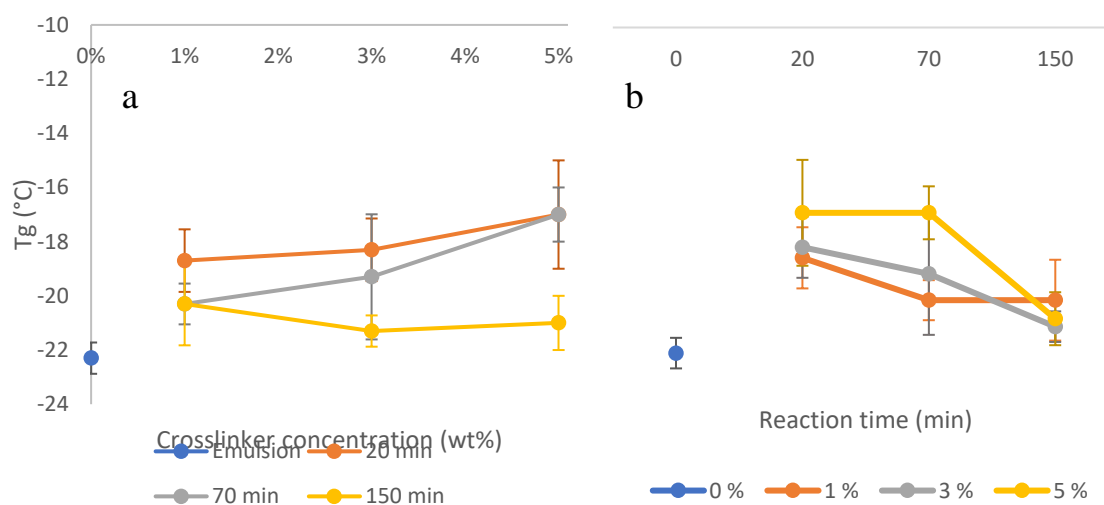 -10
0% 1% 2% 3% 4% 5%
-12
a
-14
-16
-18
-20
-22
-24
Tg (°C)
Crosslinker concentration (wt%)
Emulsion 20 min
70 min 150 min
0 20 70 150
b
Reaction time (min)
0 % 1 % 3 % 5 %